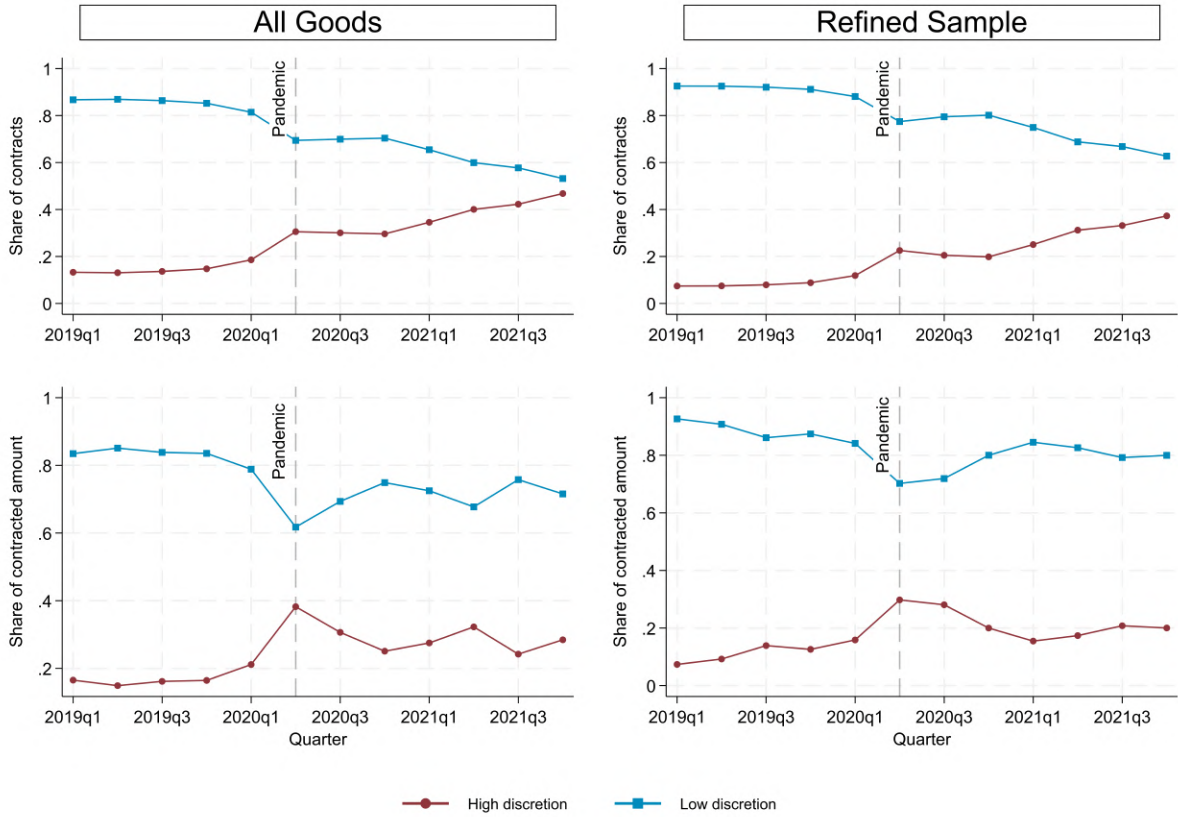 All Goods
Refined Sample
Share of contracts
1
.8
.6
.4
.2
0
Pandemic
2019q1 2019q3 2020q1 2020q3 2021q1 2021q3
Share of contracts
1
.8
.6
.4
.2
0
Pandemic
2019q1 2019q3 2020q1 2020q3 2021q1 2021q3
Share of contracted amount
1
.8
.6
.4
.2
Pandemic
2019q1 2019q3 2020q1 2020q3 2021q1 2021q3
Quarter
Share of contracted amount
1
.8
.6
.4
.2
0
Pandemic
2019q1 2019q3 2020q1 2020q3 2021q1 2021q3
Quarter
High discretion
Low discretion